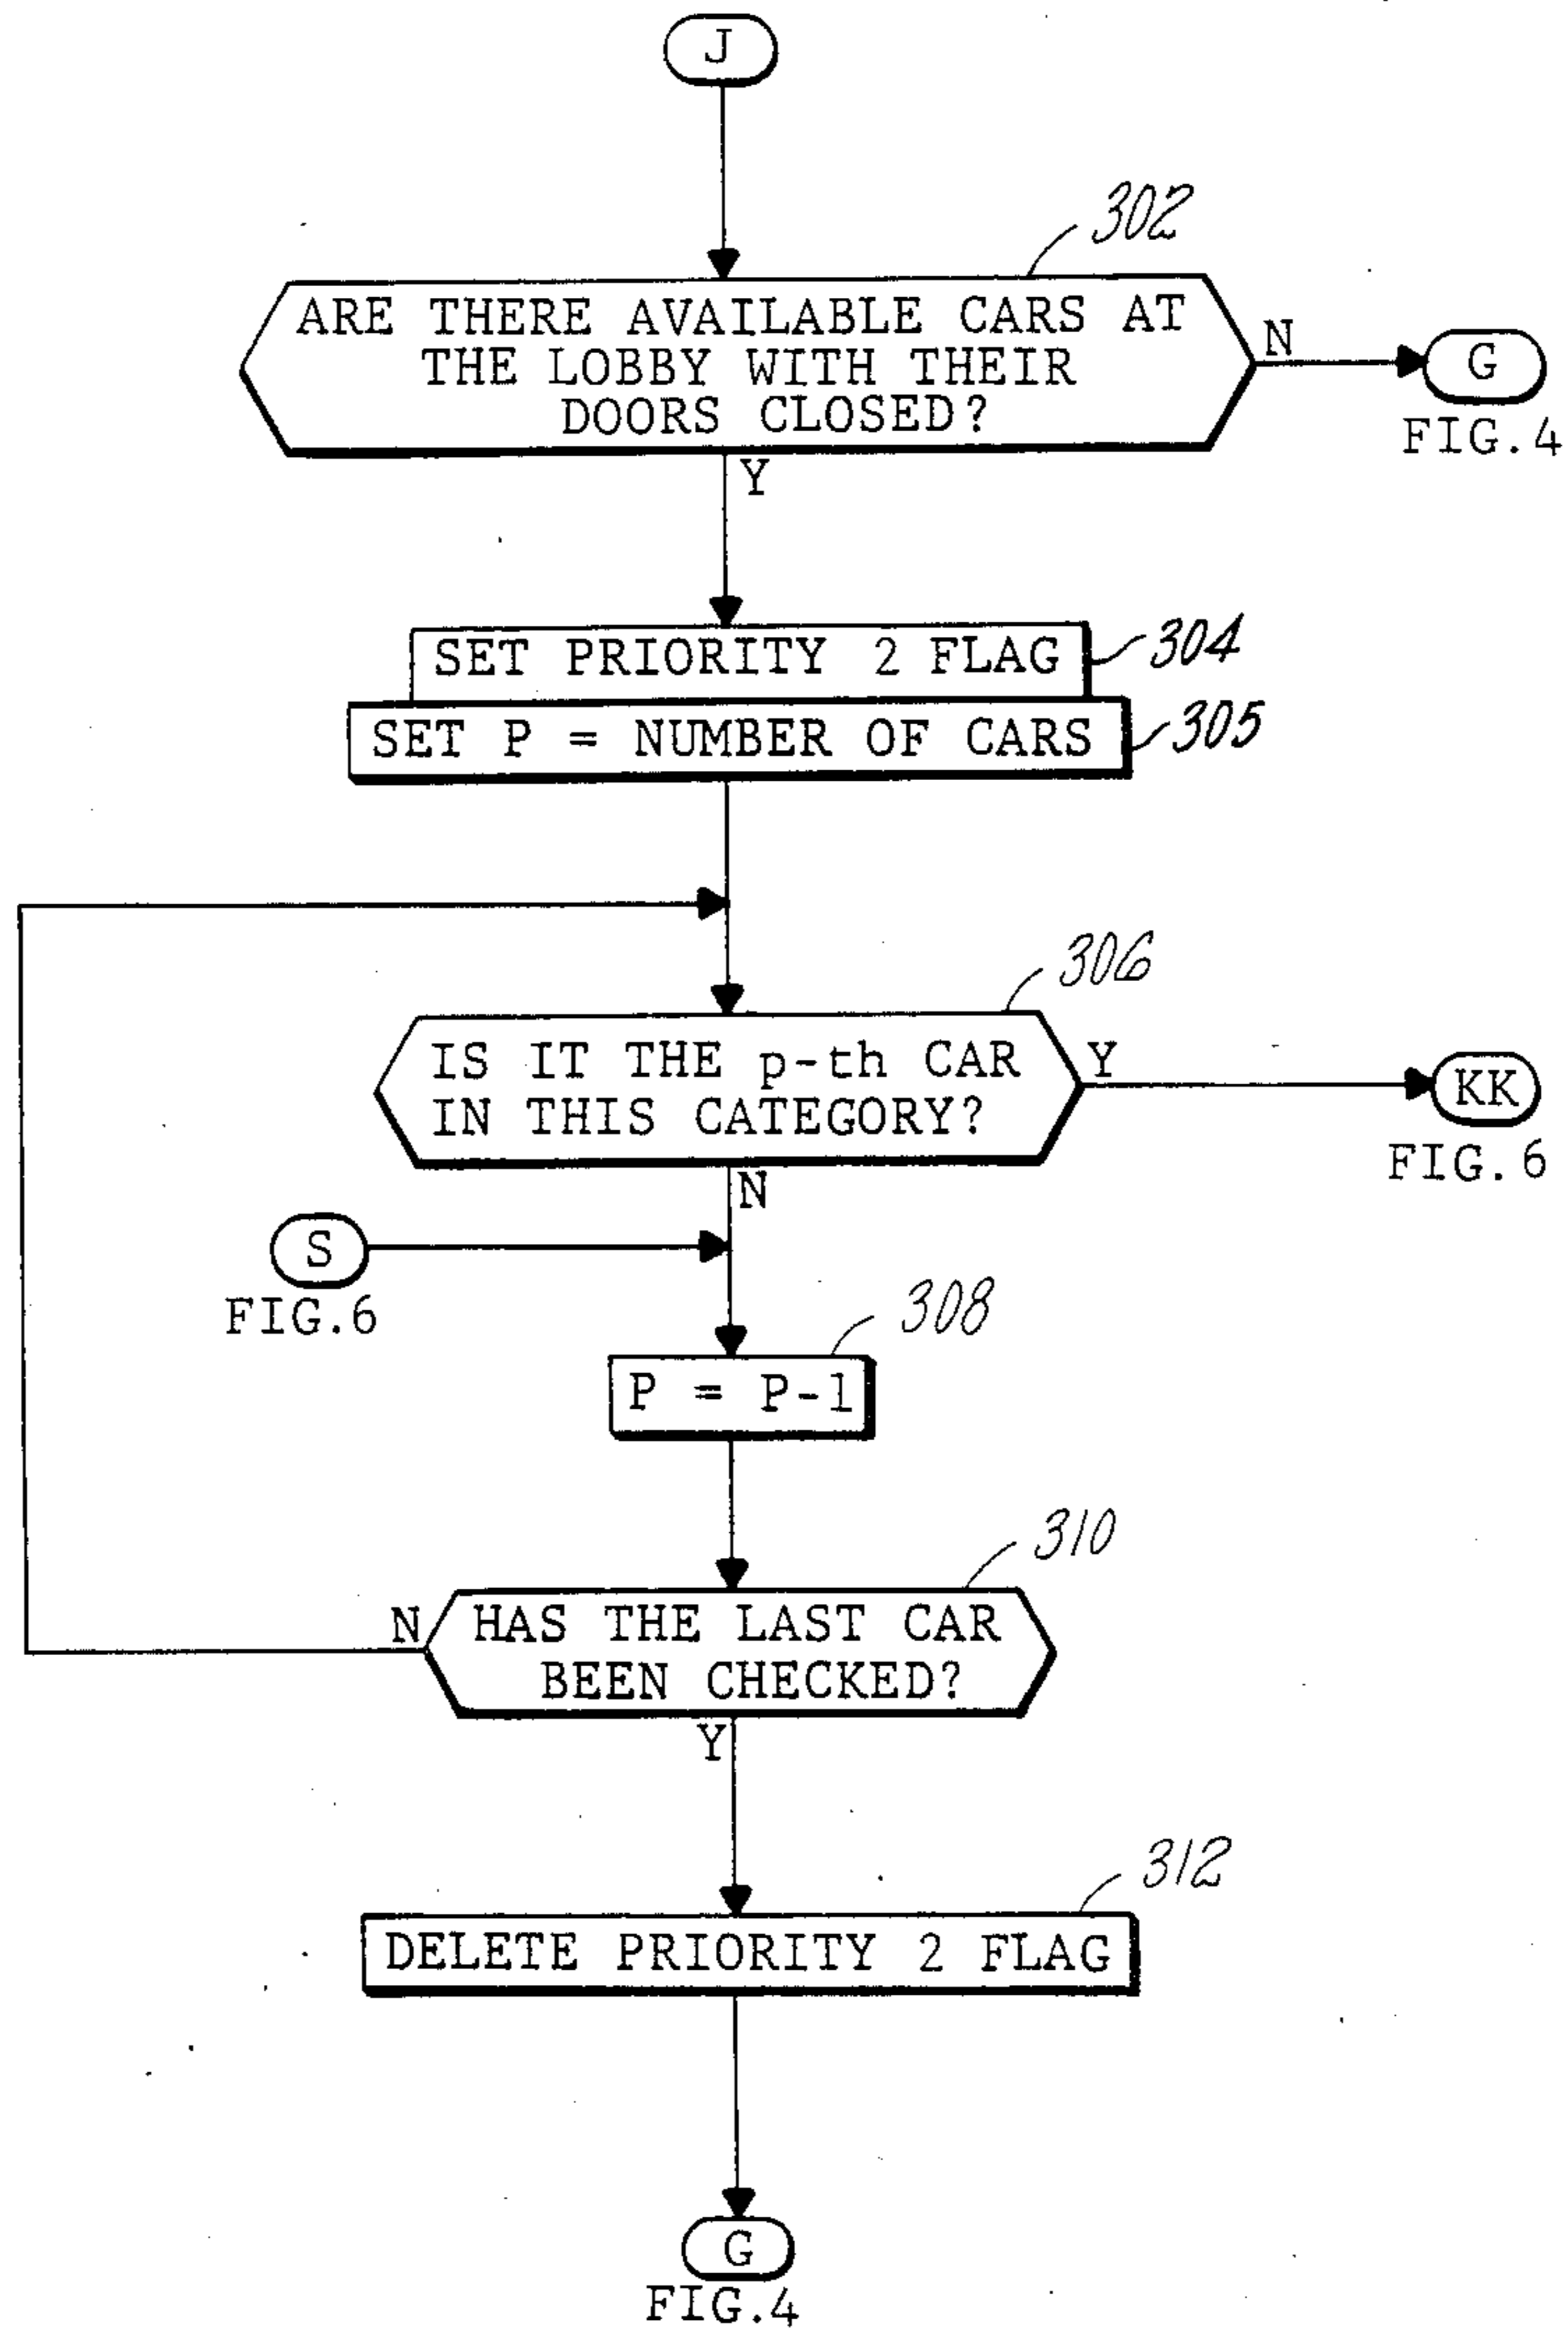 J
302
ARE THERE AVAILABLE CARS AT
THE LOBBY WITH THEIR
DOORS CLOSED?
N
G
FIG.4
Y
SET PRIORITY 2 FLAG
304
SET P = NUMBER OF CARS
305
306
IS IT THE p-th CAR
IN THIS CATEGORY?
Y
KK
FIG.6
N
S
FIG.6
308
P = P-1
310
N
HAS THE LAST CAR
BEEN CHECKED?
Y
312
DELETE PRIORITY 2 FLAG
G
FIG.4